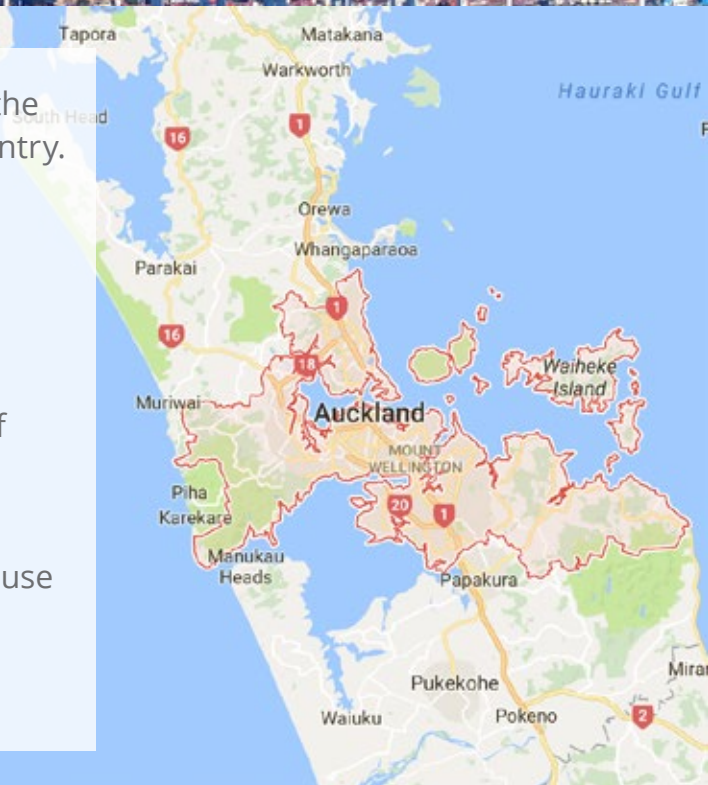 Tapora
Matakana
Warkworth
Hauraki Gulf
the
South Head
ntry.
16
1
Orewa
Whangaparaoa
Parakai
1
16
18
Waiheke
Island
Muriwai
Auckland
f
MOUNT
WELLINGTON
Piha
20
1
Karekare
Manukau
Heads
use
Papakura
Miran
Pukekohe
Waiuku
Pokeno
2